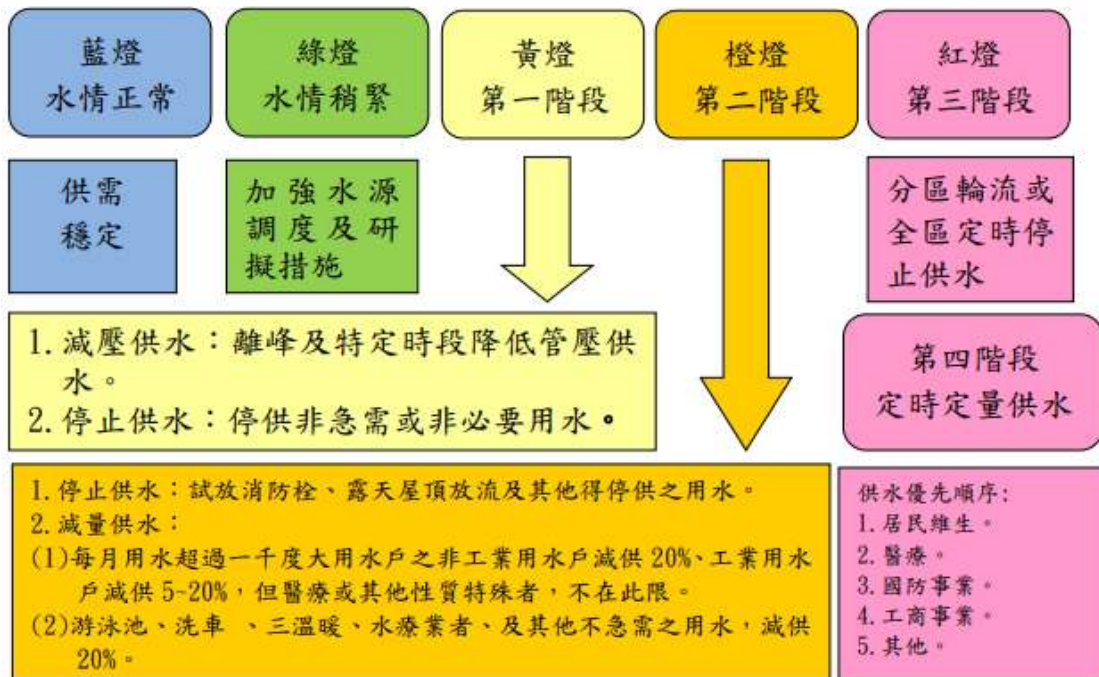 藍燈
水情正常
綠燈
水情稍緊
黃燈
第一階段
橙燈
第二階段
紅燈
第三階段
供需
穩定
加強水源
調度及研
擬措施
分區輪流或
全區定時停
止供水
1.減壓供水：離峰及特定時段降低管壓供
水。
2.停止供水：停供非急需或非必要用水。
第四階段
定時定量供水
1.停止供水：試放消防栓、露天屋頂放流及其他得停供之用水。
2.減量供水：
(1)每月用水超過一千度大用水戶之非工業用水戶減供 20%、工業用水
戶減供 5~20%，但醫療或其他性質特殊者，不在此限。
(2)游泳池、洗車 、三溫暖、水療業者、及其他不急需之用水，減供
20%。
供水優先順序:
1.居民維生。
2.醫療。
3.國防事業。
4.工商事業。
5.其他。